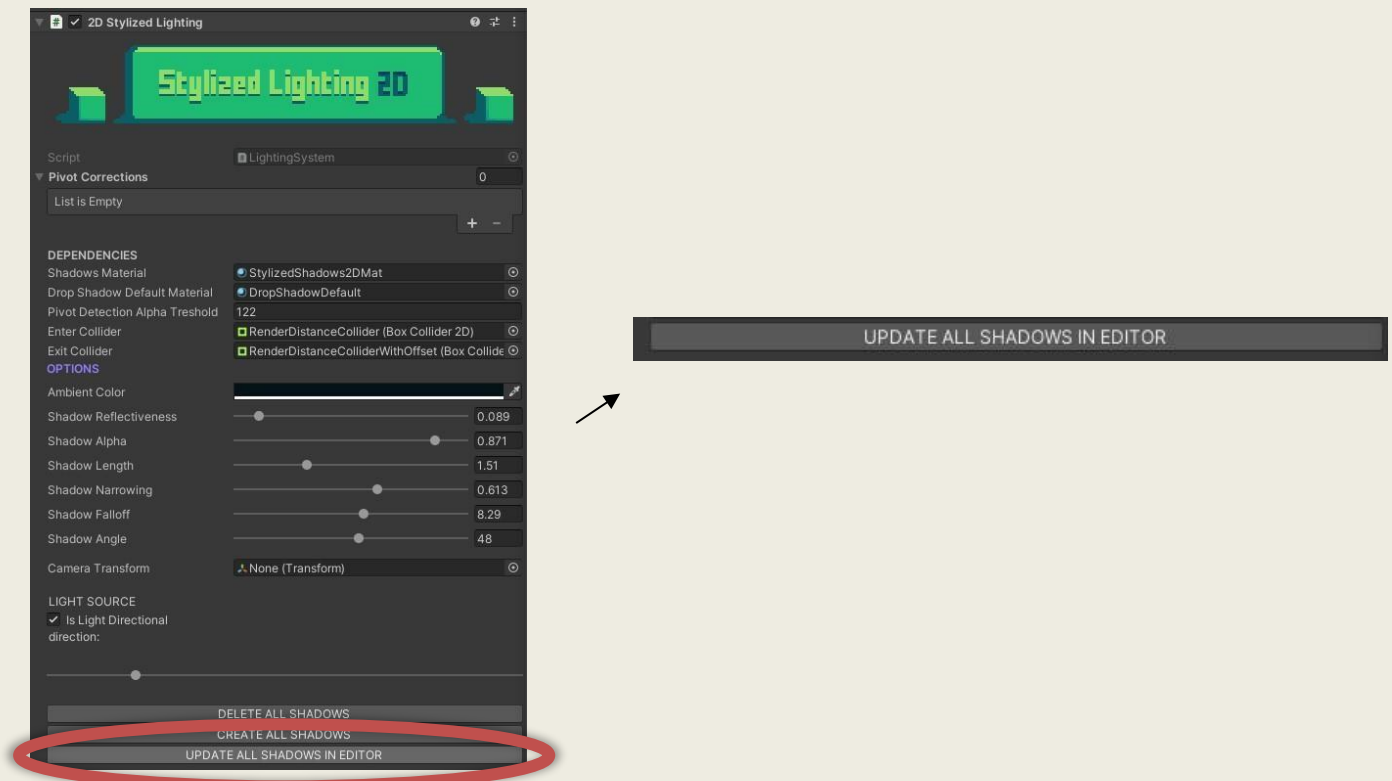 2D Stylized Lighting
Stylized Lighting 2D
Script LightingSystem
Pivot Corrections 0
List is Empty
+ −
DEPENDENCIES
Shadows Material StylizedShadows2DMat
Drop Shadow Default Material DropShadowDefault
Pivot Detection Alpha Treshold 122
Enter Collider RenderDistanceCollider (Box Collider 2D)
Exit Collider RenderDistanceColliderWithOffset (Box Collide
OPTIONS
Ambient Color
Shadow Reflectiveness 0.089
Shadow Alpha 0.871
Shadow Length 1.51
Shadow Narrowing 0.613
Shadow Falloff 8.29
Shadow Angle 48
Camera Transform None (Transform)
LIGHT SOURCE
Is Light Directional
direction:
DELETE ALL SHADOWS
CREATE ALL SHADOWS
UPDATE ALL SHADOWS IN EDITOR
UPDATE ALL SHADOWS IN EDITOR